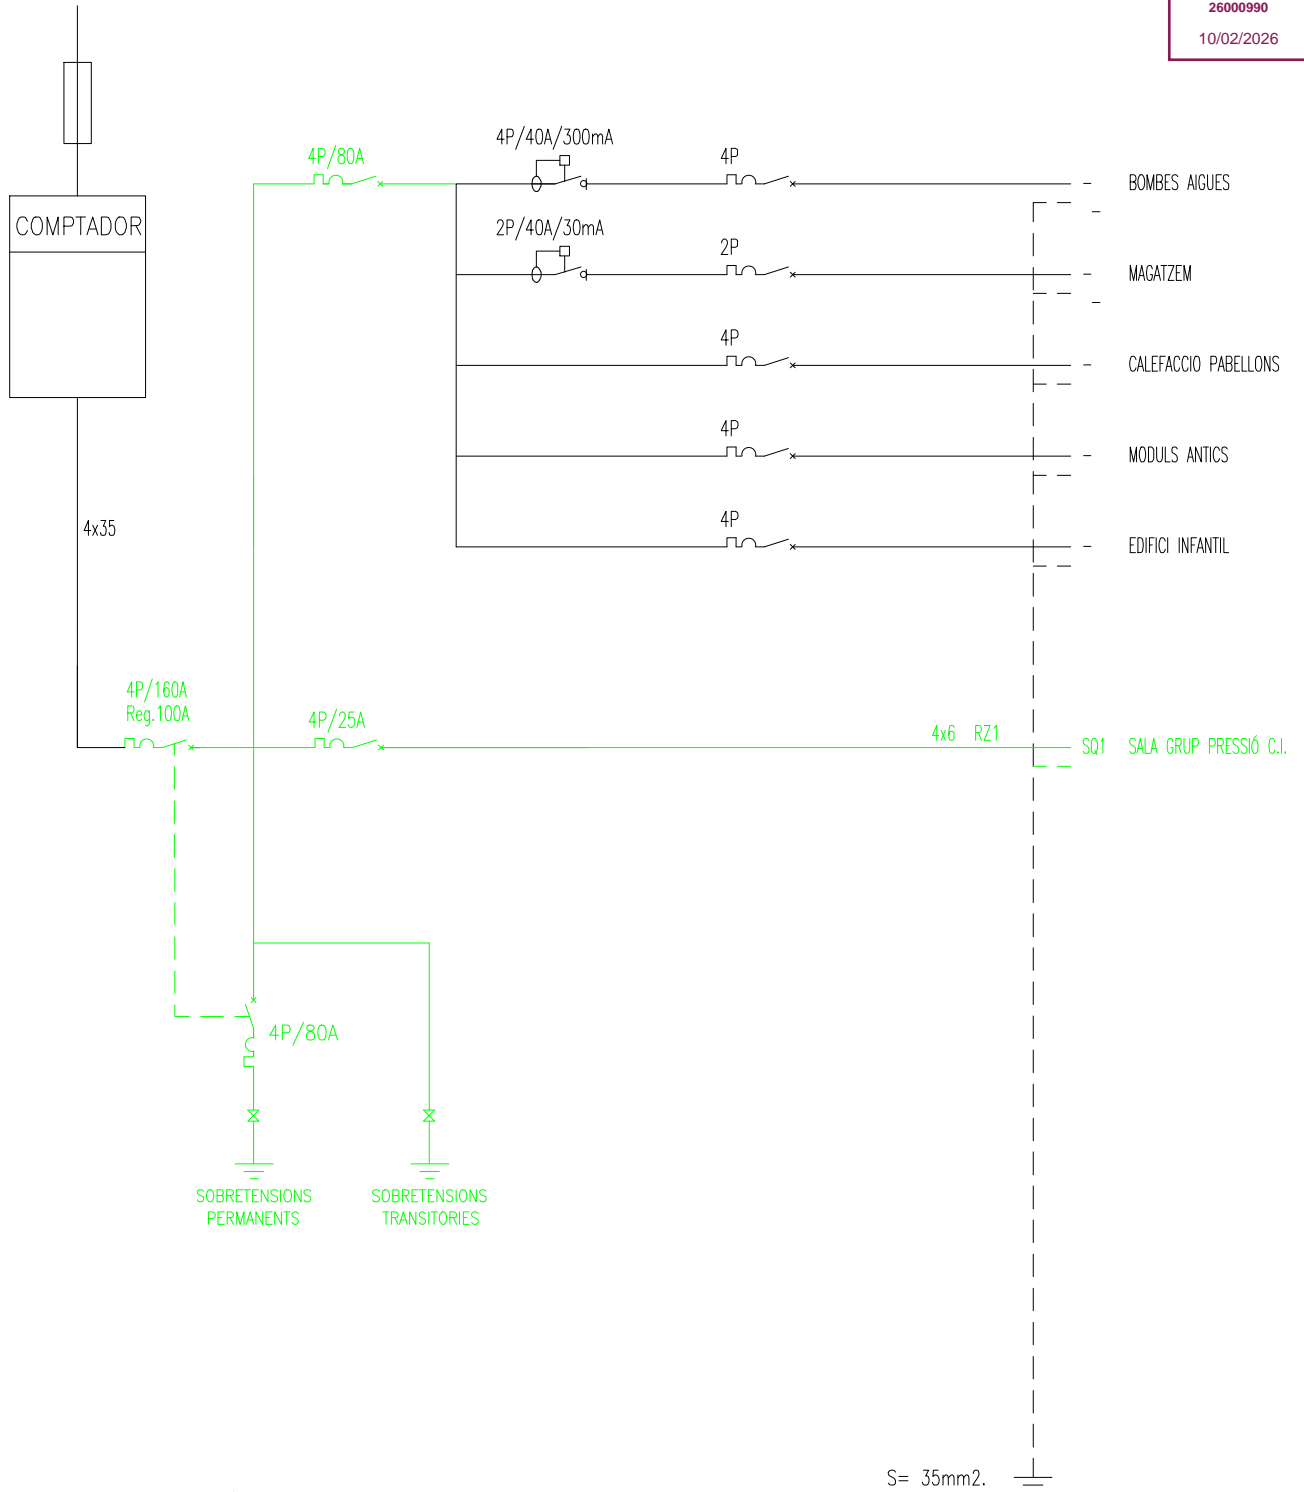 26000990
10/02/2026
4P/40A/300mA
4P/80A
4P
BOMBES AIGUES
COMPTADOR
2P/40A/30mA
2P
MAGATZEM
4P
CALEFACCIO PABELLONS
4P
MODULS ANTICS
4x35
4P
EDIFICI INFANTIL
4P/160A
Reg.100A
4P/25A
4x6 RZ1
SQ1 SALA GRUP PRESSIÓ C.I.
4P/80A
SOBRETENSIONS
PERMANENTS
SOBRETENSIONS
TRANSITORIES
S= 35mm2.